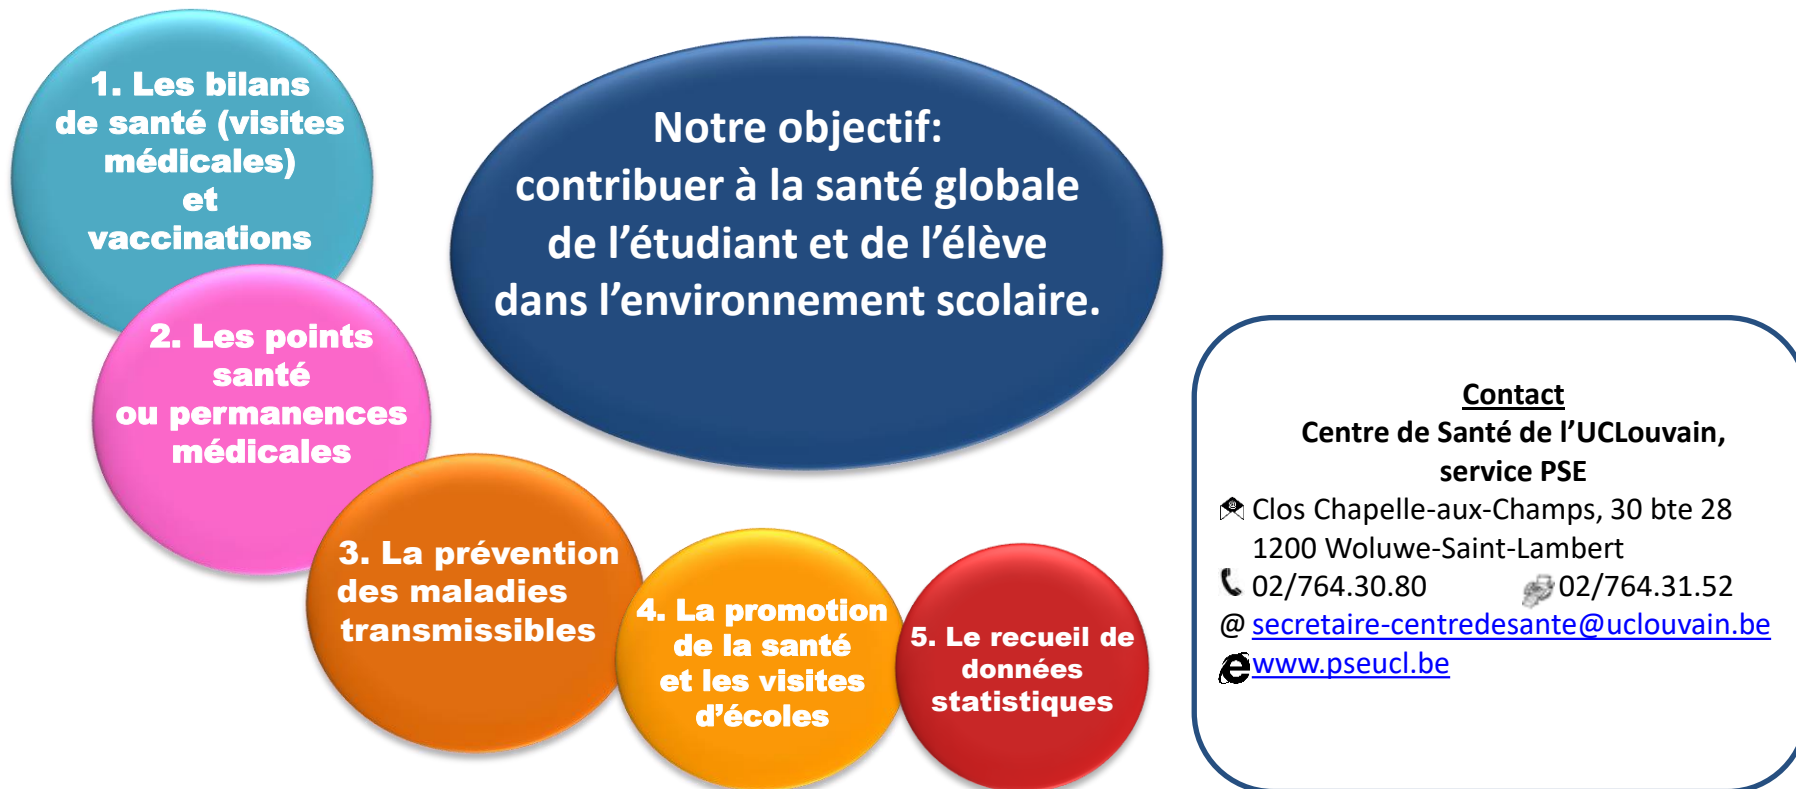 1. Les bilans
de santé (visites
médicales)
et
vaccinations
2. Les points
santé
ou permanences
médicales
3. La prévention
des maladies
transmissibles
4. La promotion
de la santé
et les visites
d’écoles
5. Le recueil de
données
statistiques
Notre objectif:
contribuer à la santé globale
de l’étudiant et de l’élève
dans l’environnement scolaire.
Contact
Centre de Santé de l’UCLouvain,
service PSE
Clos Chapelle-aux-Champs, 30 bte 28
1200 Woluwe-Saint-Lambert
02/764.30.80 02/764.31.52
@ secretaire-centredesante@uclouvain.be
www.pseucl.be